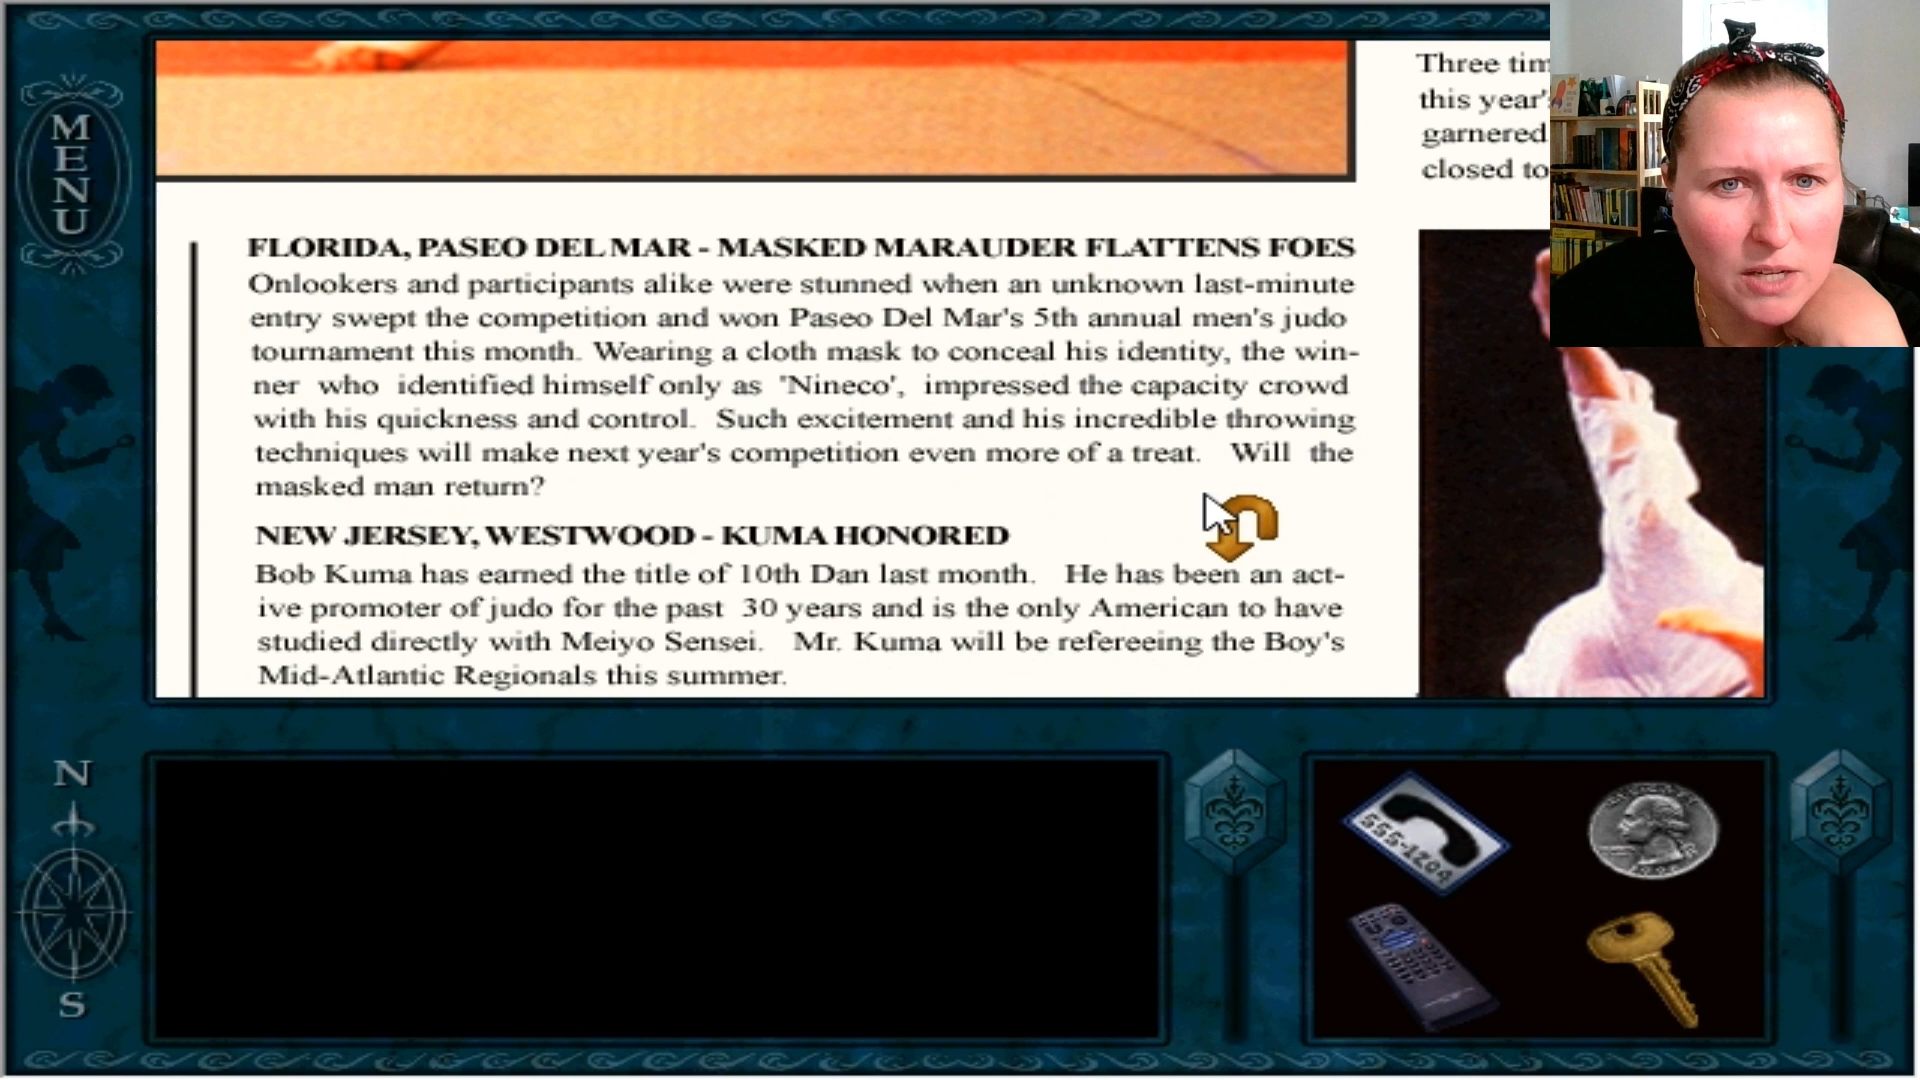 MENU
Three tim
this year'
garnered
closed to
FLORIDA, PASEO DEL MAR - MASKED MARAUDER FLATTENS FOES
Onlookers and participants alike were stunned when an unknown last-minute
entry swept the competition and won Paseo Del Mar's 5th annual men's judo
tournament this month. Wearing a cloth mask to conceal his identity, the win-
ner who identified himself only as 'Nineco', impressed the capacity crowd
with his quickness and control. Such excitement and his incredible throwing
techniques will make next year's competition even more of a treat. Will the
masked man return?
NEW JERSEY, WESTWOOD - KUMA HONORED
Bob Kuma has earned the title of 10th Dan last month. He has been an act-
ive promoter of judo for the past 30 years and is the only American to have
studied directly with Meiyo Sensei. Mr. Kuma will be refereeing the Boy's
Mid-Atlantic Regionals this summer.
N
S
555-1204